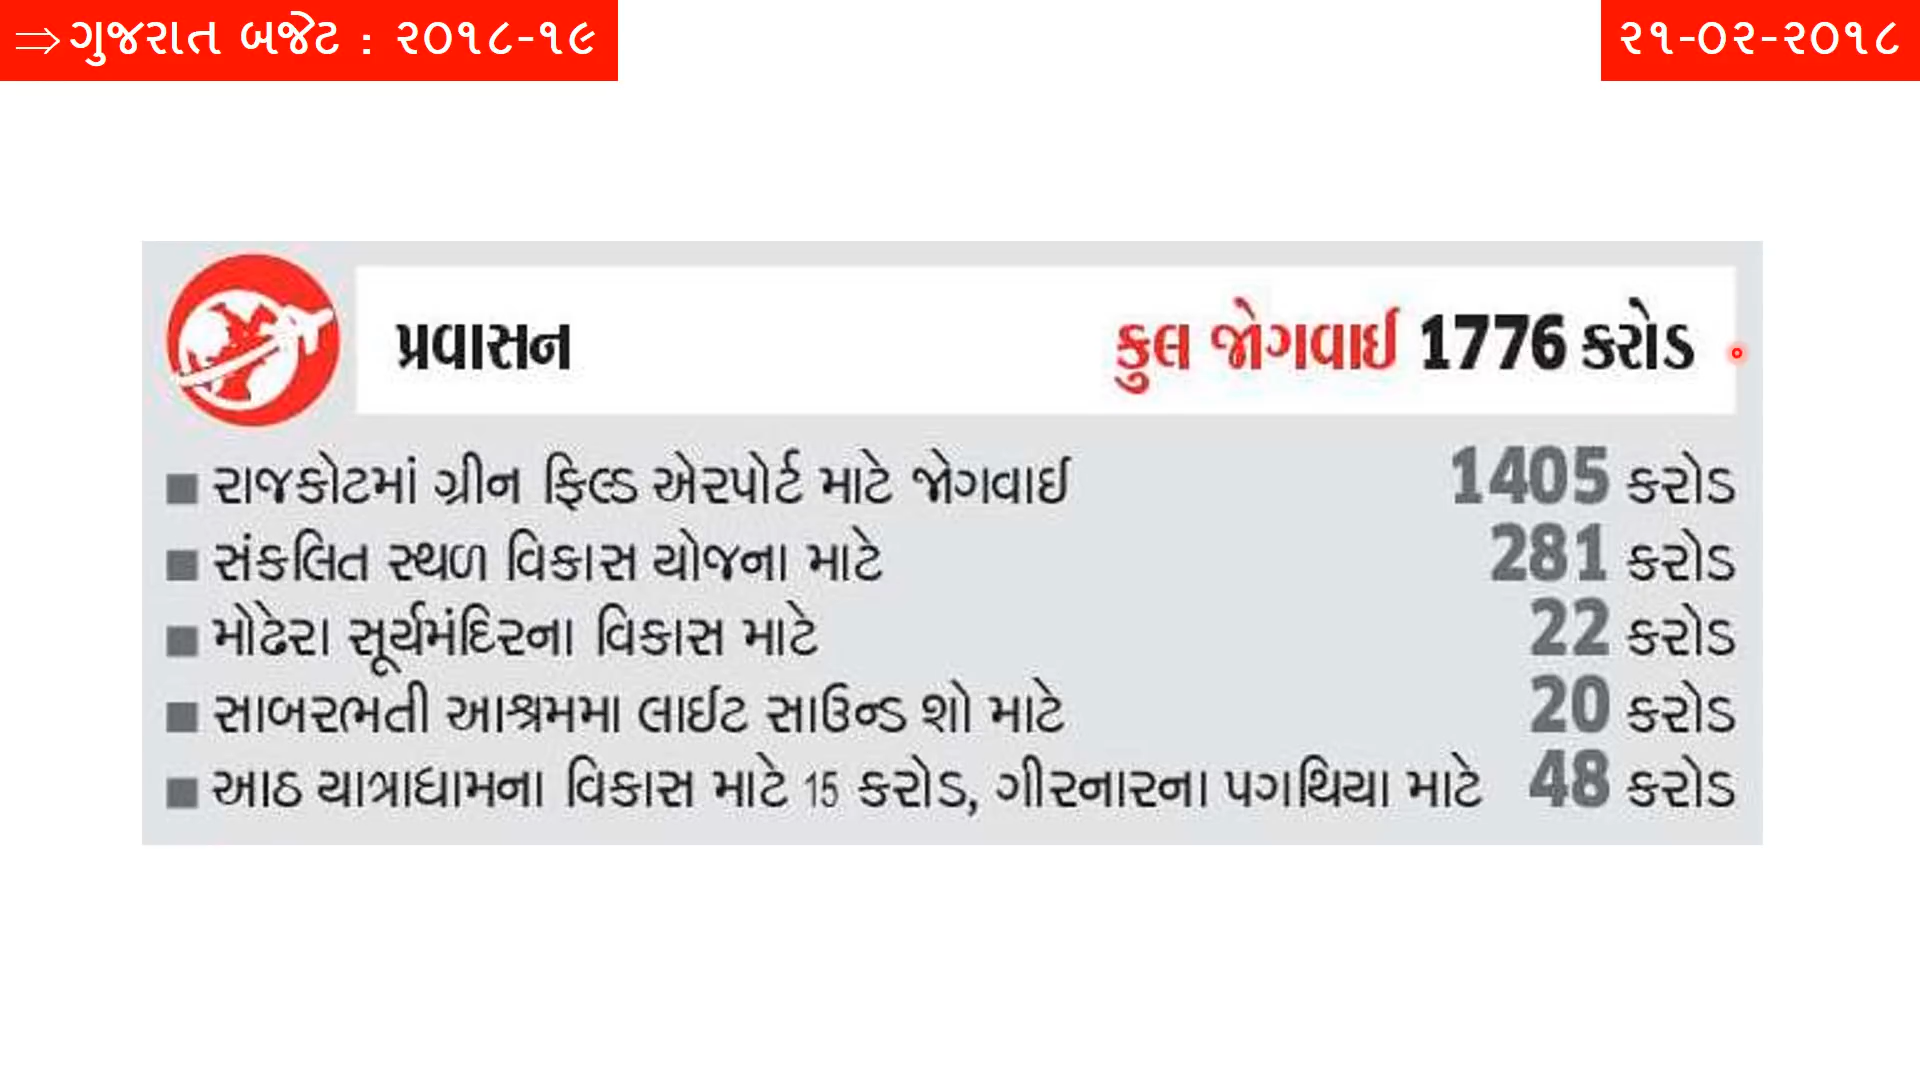 ⇒ ગુજરાત બજેટ : ૨૦૧૮-૧૯
૨૧-૦૨-૨૦૧૮
પ્રવાસન કુલ જોગવાઈ 1776 કરોડ
■ રાજકોટમાં ગ્રીન ફિલ્ડ એરપોર્ટ માટે જોગવાઈ 1405 કરોડ
■ સંકલિત સ્થળ વિકાસ યોજના માટે 281 કરોડ
■ મોઢેરા સૂર્યમંદિરના વિકાસ માટે 22 કરોડ
■ સાબરભતી આશ્રમમા લાઈટ સાઉન્ડ શો માટે 20 કરોડ
■ આઠ યાત્રાધામના વિકાસ માટે 15 કરોડ, ગીરનારના પગથિયા માટે 48 કરોડ